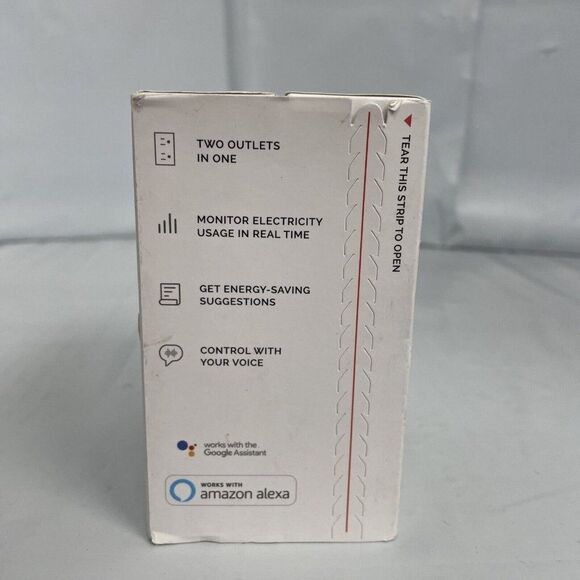 TWO OUTLETS
IN ONE
MONITOR ELECTRICITY
USAGE IN REAL TIME
GET ENERGY-SAVING
SUGGESTIONS
CONTROL WITH
YOUR VOICE
works with the
Google Assistant
WORKS WITH
amazon alexa
TEAR THIS STRIP TO OPEN